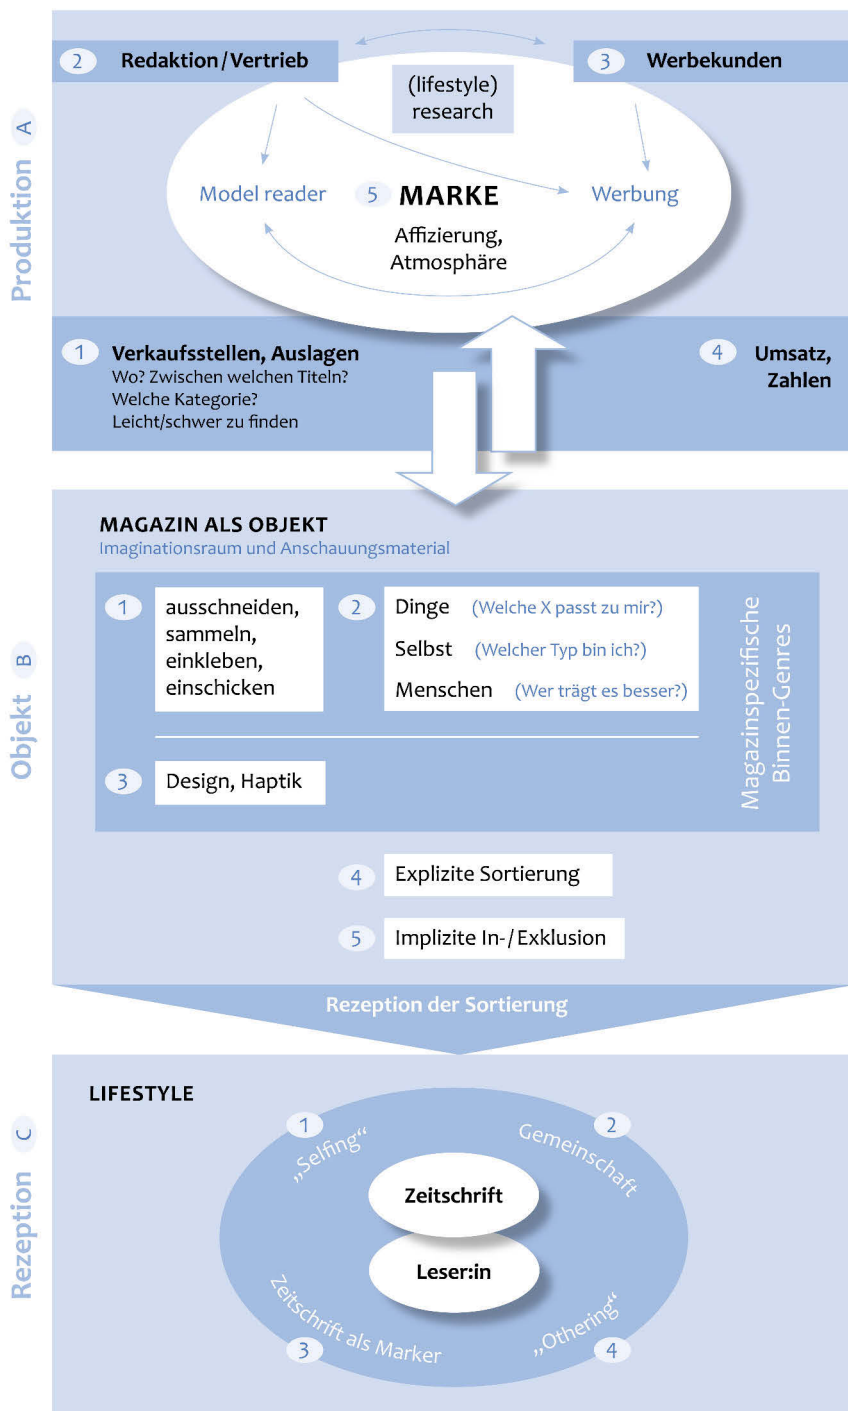 Produktion A
2 Redaktion/Vertrieb
3 Werbekunden
(lifestyle)
research
Model reader
5 MARKE
Werbung
Affizierung,
Atmosphäre
1 Verkaufsstellen, Auslagen
Wo? Zwischen welchen Titeln?
Welche Kategorie?
Leicht/schwer zu finden
4 Umsatz,
Zahlen
Objekt B
MAGAZIN ALS OBJEKT
Imaginationsraum und Anschauungsmaterial
1 ausschneiden,
sammeln,
einkleben,
einschicken
2 Dinge (Welche X passt zu mir?)
Selbst (Welcher Typ bin ich?)
Menschen (Wer trägt es besser?)
Magazinspezifische
Binnen-Genres
3 Design, Haptik
4 Explizite Sortierung
5 Implizite In-/Exklusion
Rezeption der Sortierung
Rezeption C
LIFESTYLE
1 „Selfing“
2 Gemeinschaft
Zeitschrift
Leser:in
3 Zeitschrift als Marker
4 „Othering“